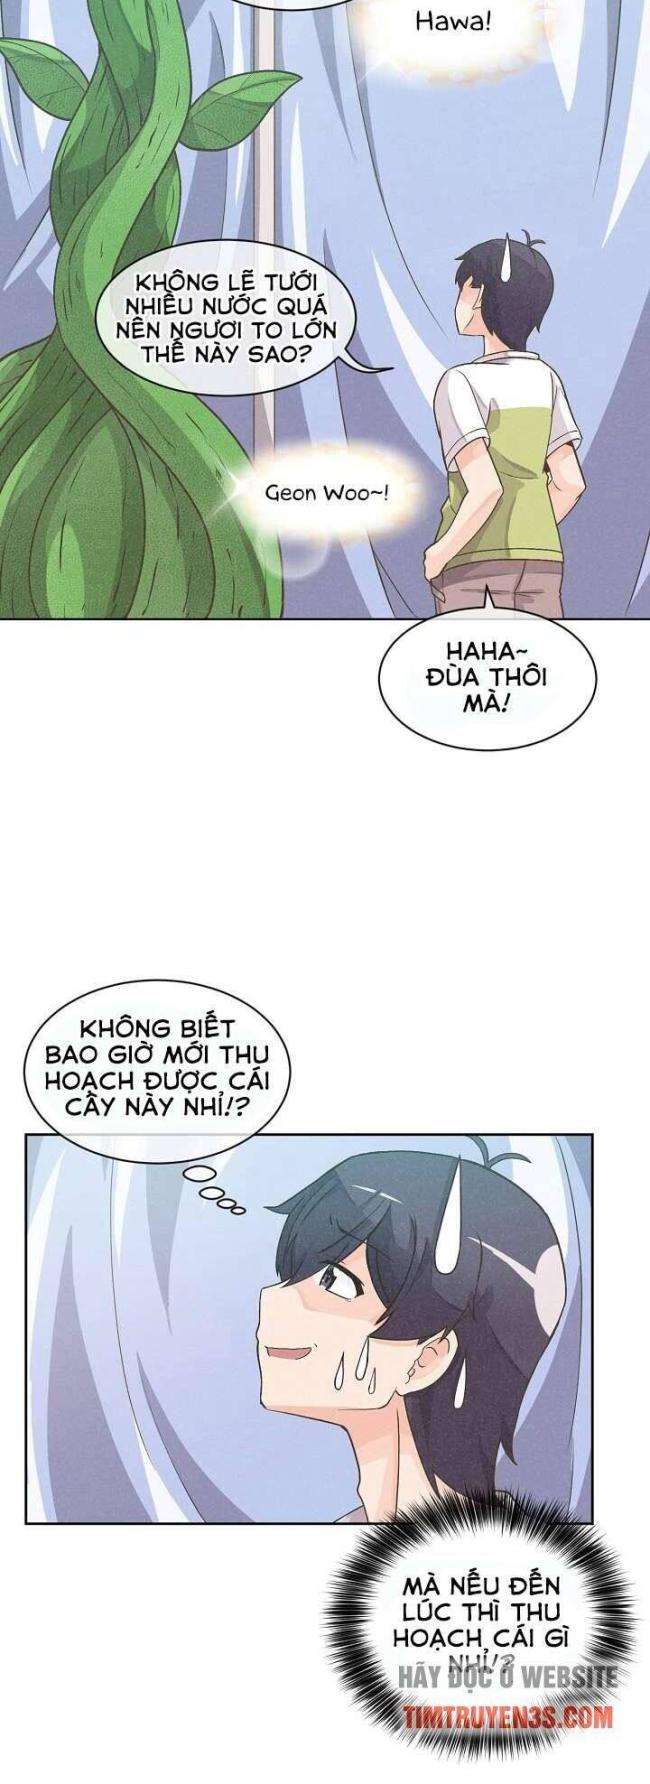 Hawa!
KHÔNG LẼ TƯỚI
NHIỀU NƯỚC QUÁ
NÊN NGƯƠI TO LỚN
THẾ NÀY SAO?
Geon Woo~!
HAHA~
ĐÙA THÔI
MÀ!
KHÔNG BIẾT
BAO GIỜ MỚI THU
HOẠCH ĐƯỢC CÁI
CÂY NÀY NHỈ!?
MÀ NẾU ĐẾN
LÚC THÌ THU
HOẠCH CÁI GÌ
NHỈ!?
HÃY ĐỌC Ở WEBSITE
TIMTRUYEN3S.COM